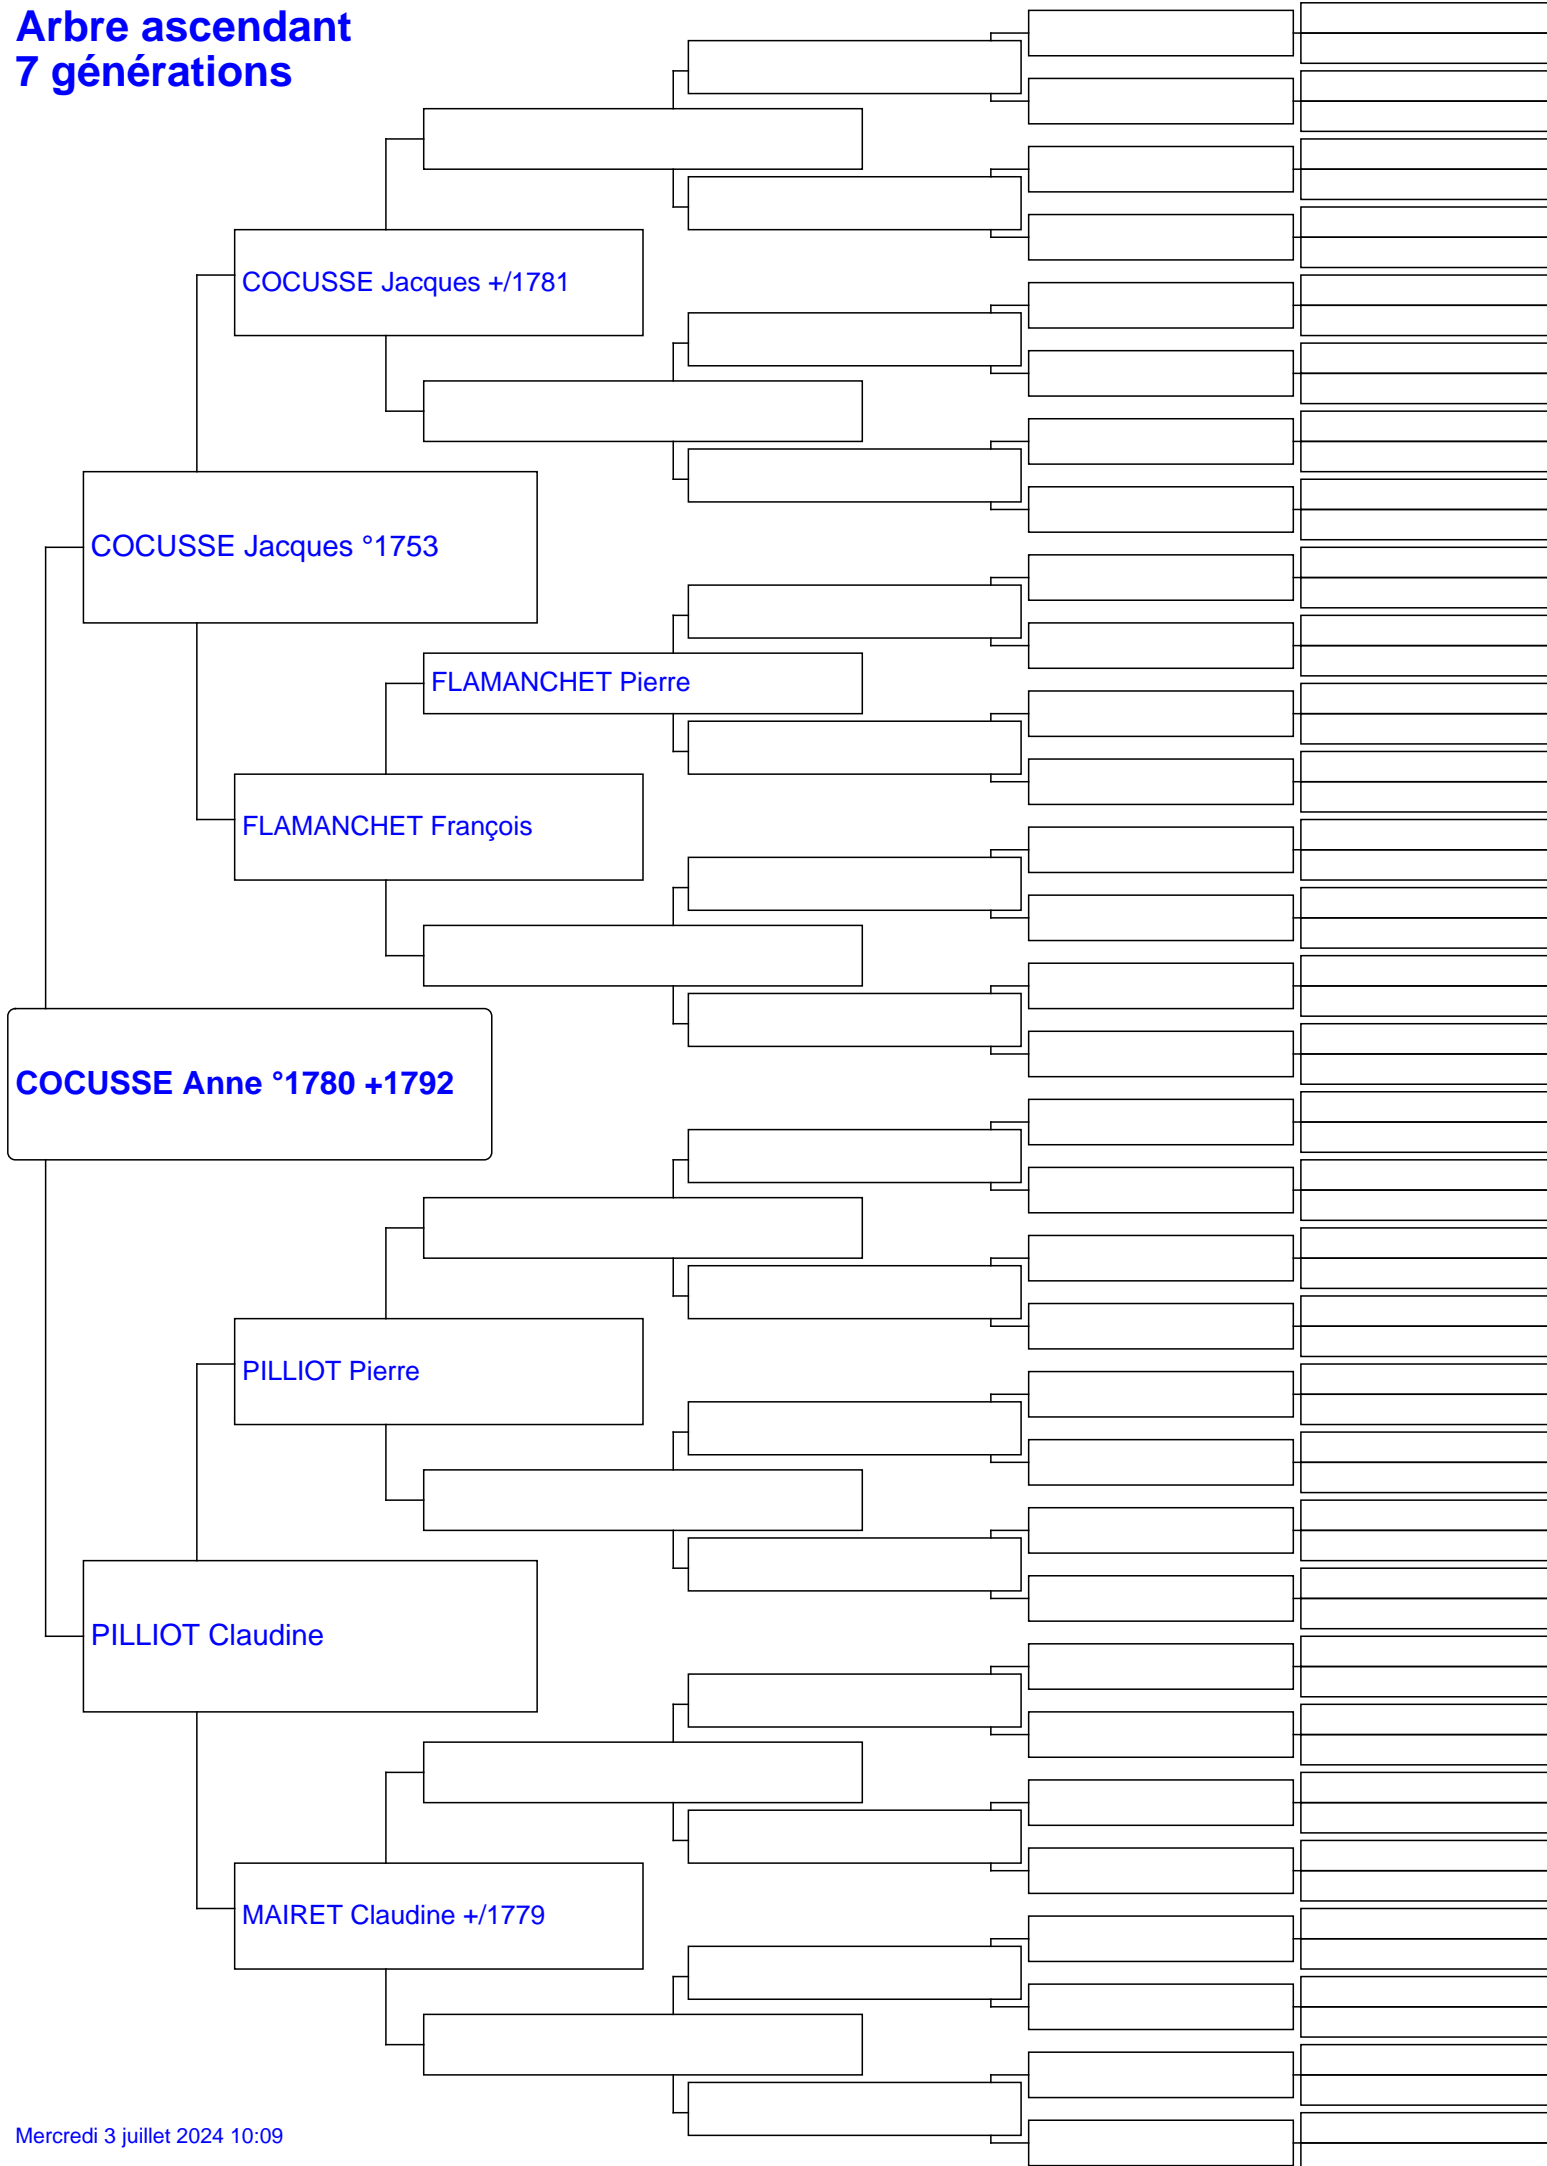 Arbre ascendant
7 générations
COCUSSE Jacques +/1781
COCUSSE Jacques °1753
FLAMANCHET Pierre
FLAMANCHET François
COCUSSE Anne °1780 +1792
PILLIOT Pierre
PILLIOT Claudine
MAIRET Claudine +/1779
Mercredi 3 juillet 2024 10:09